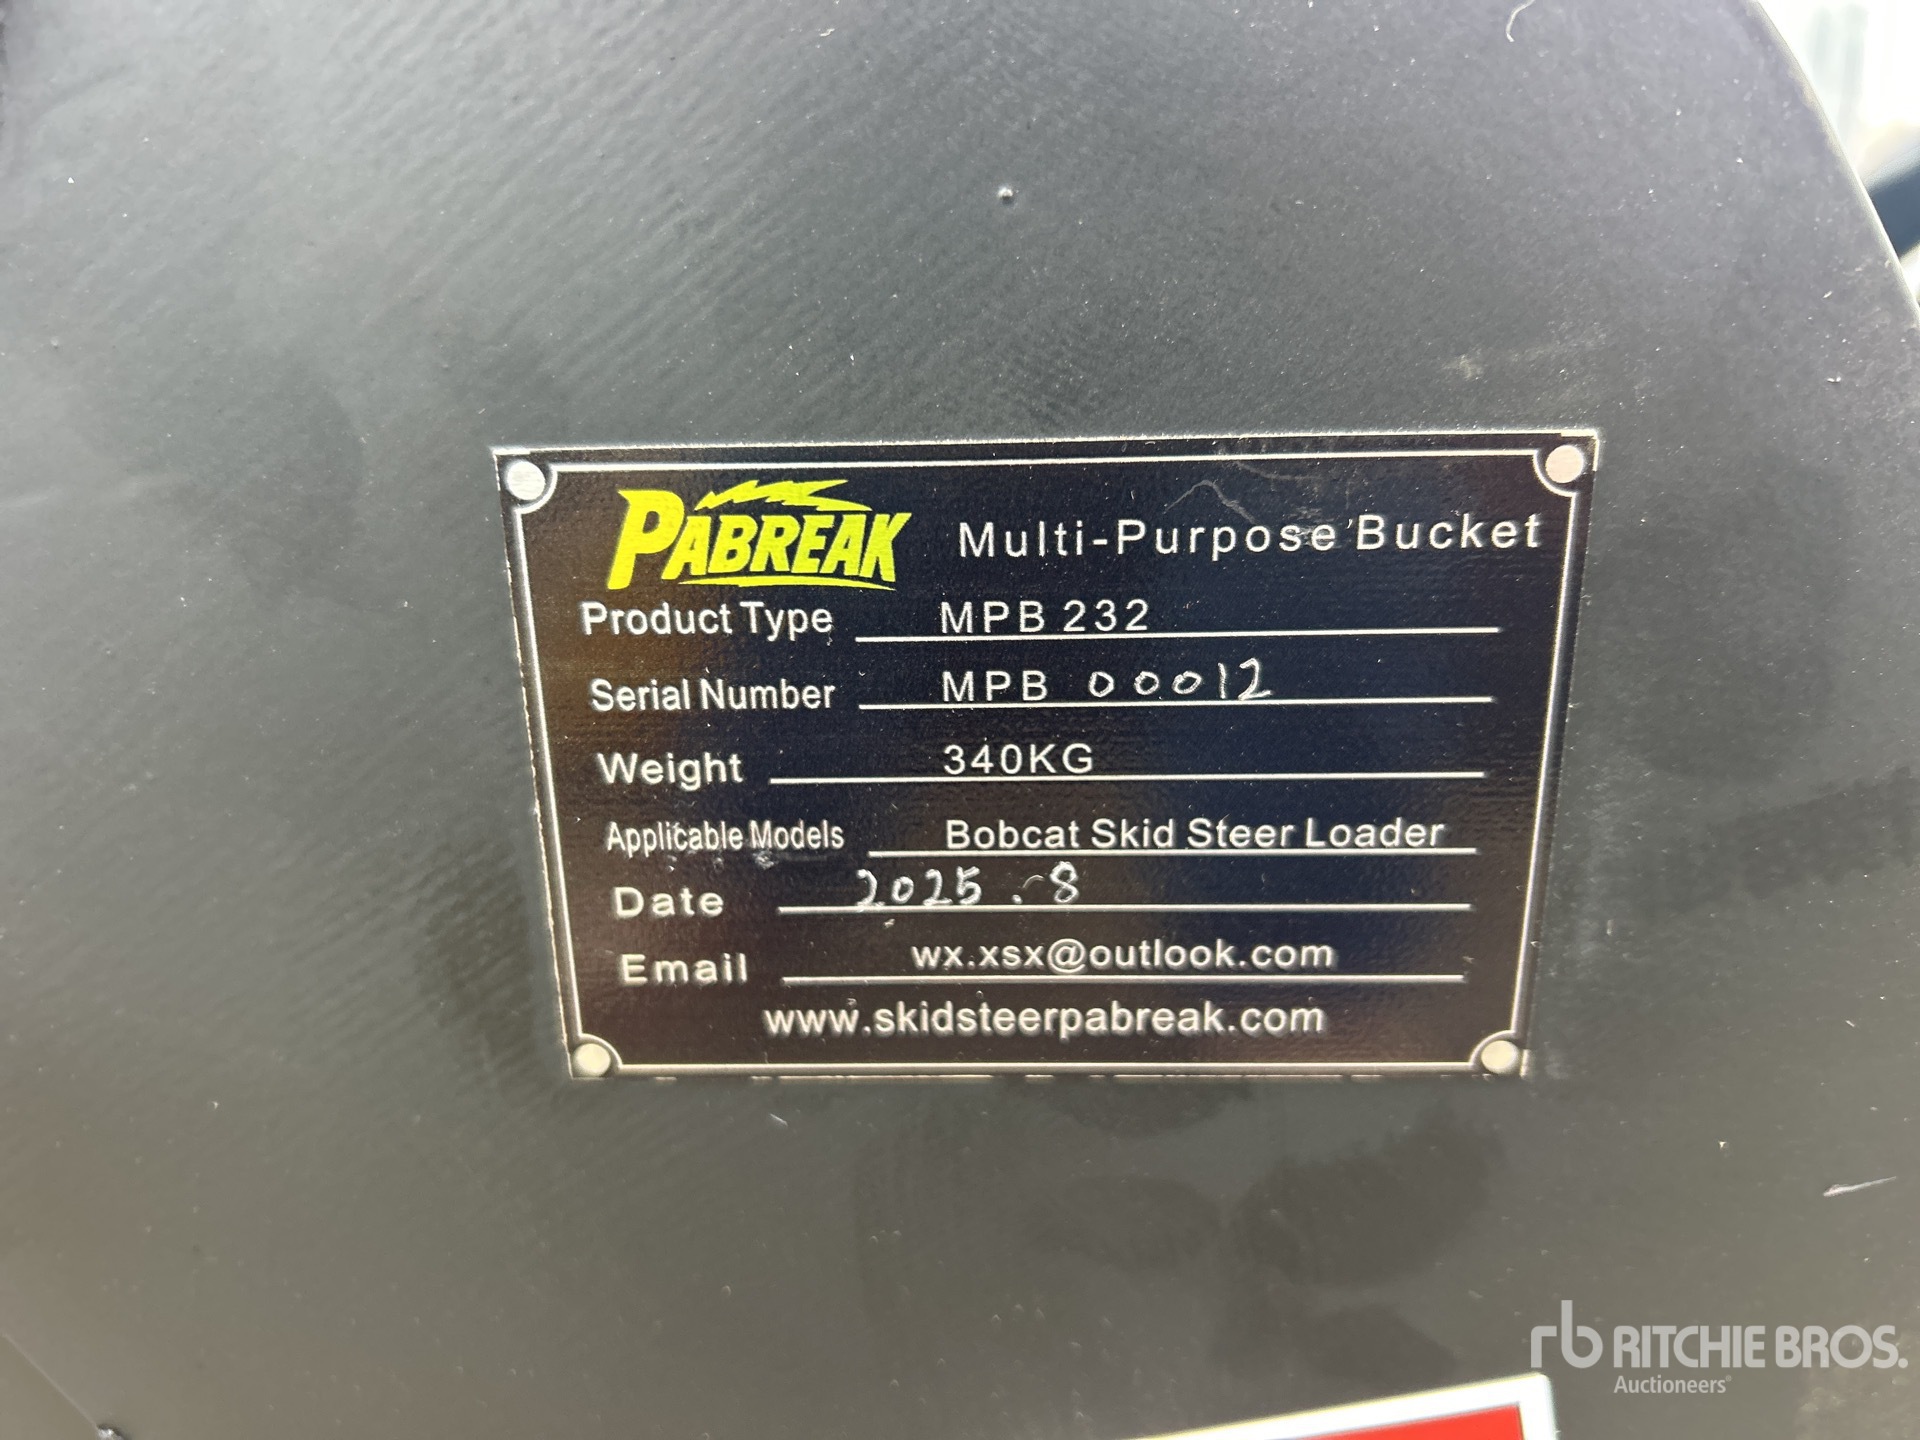 PABREAK Multi-Purpose Bucket
Product Type MPB 232
Serial Number MPB 00012
Weight 340KG
Applicable Models Bobcat Skid Steer Loader
Date 2025.8
Email wx.xsx@outlook.com
www.skidsteerpabreak.com
rb RITCHIE BROS.
Auctioneers